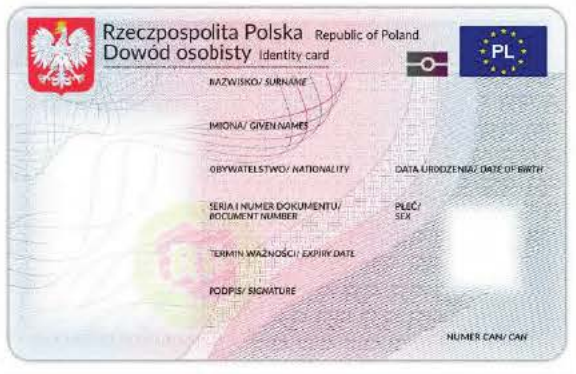 Rzeczpospolita Polska Republic of Poland
Dowód osobisty Identity card
PL
NAZWISKO/ SURNAME
IMIONA/ GIVEN NAMES
OBYWATELSTWO/ NATIONALITY DATA URODZENIA/ DATE OF BIRTH
SERIA I NUMER DOKUMENTU/ PŁEĆ/
DOCUMENT NUMBER SEX
TERMIN WAŻNOŚCI/ EXPIRY DATE
PODPIS/ SIGNATURE
NUMER CAN/ CAN